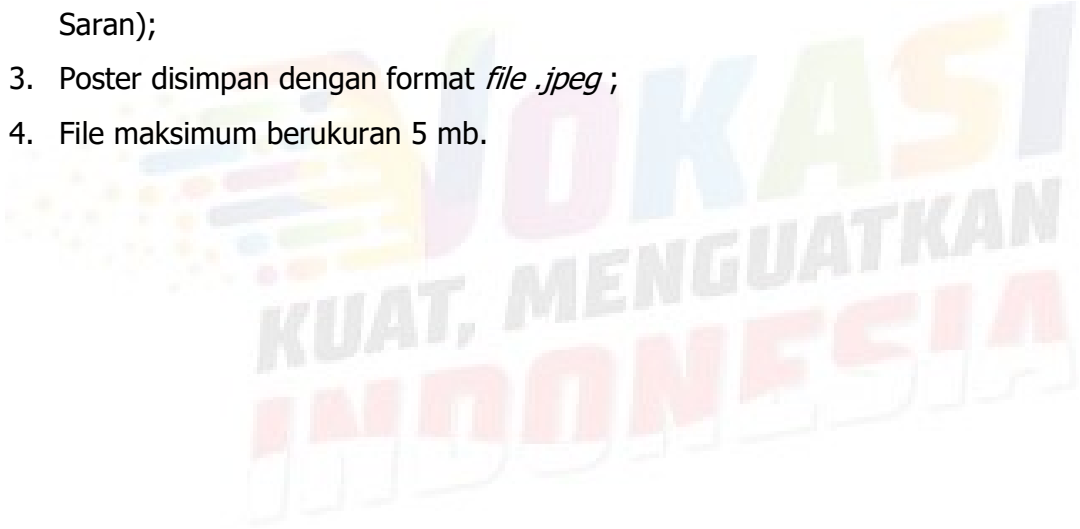 Saran);
3. Poster disimpan dengan format file .jpeg ;
4. File maksimum berukuran 5 mb.
VOKASI
KUAT, MENGUATKAN
INDONESIA